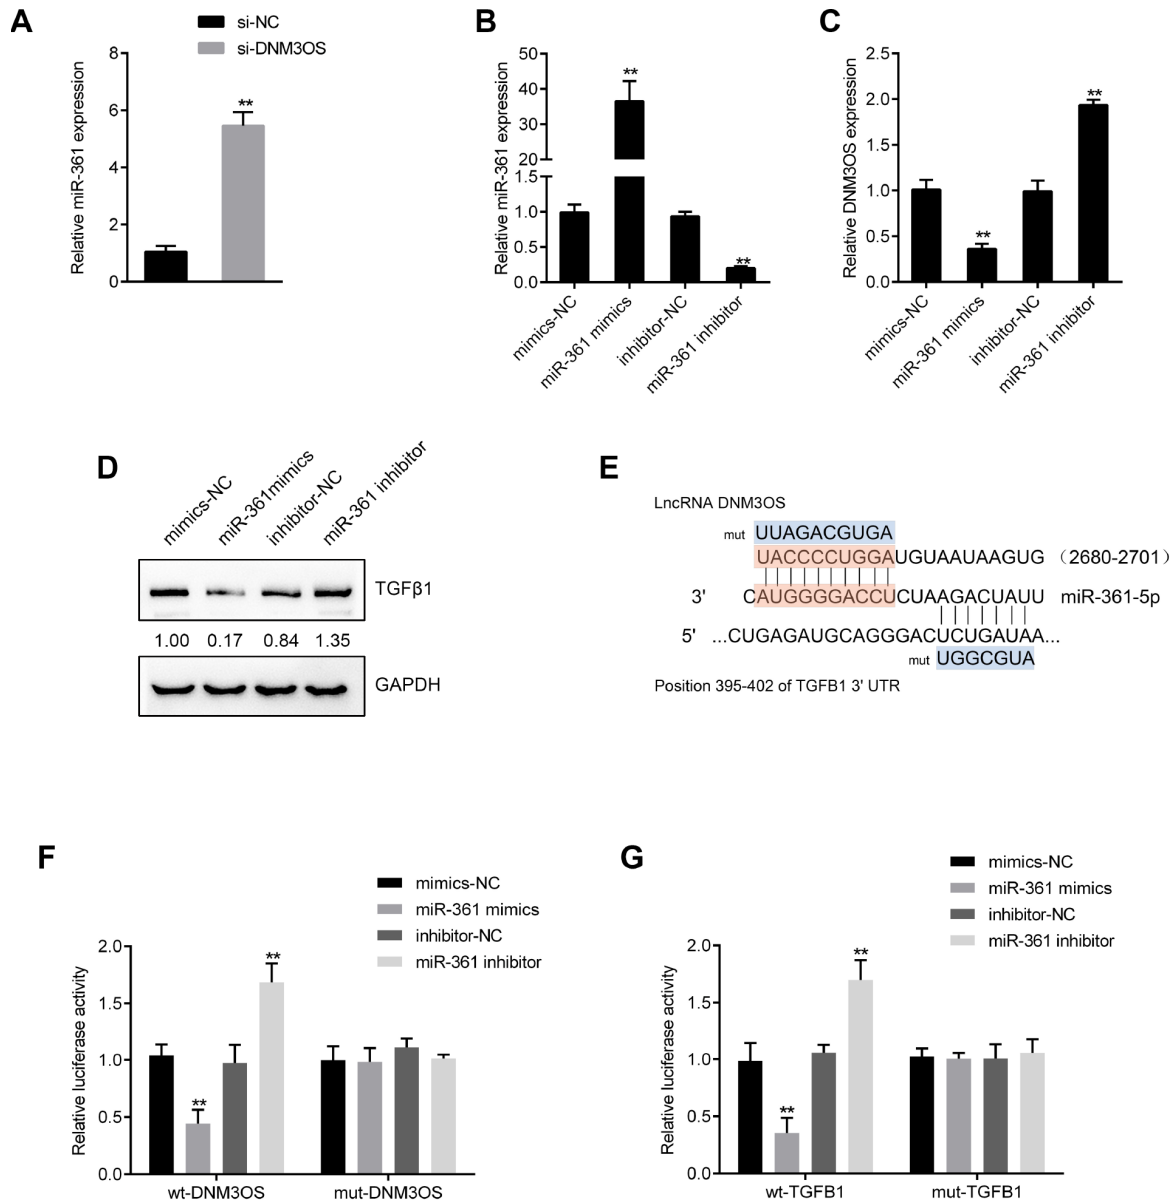 A
si-NC
si-DNM3OS
Relative miR-361 expression
8
6
4
2
0
**
B
Relative miR-361 expression
50
40
30
20
1.5
1.0
0.5
0.0
**
**
mimics-NC
miR-361 mimics
inhibitor-NC
miR-361 inhibitor
C
Relative DNM3OS expression
2.5
2.0
1.5
1.0
0.5
0.0
**
**
mimics-NC
miR-361 mimics
inhibitor-NC
miR-361 inhibitor
D
mimics-NC
miR-361mimics
inhibitor-NC
miR-361 inhibitor
TGFβ1
1.00 0.17 0.84 1.35
GAPDH
E
LncRNA DNM3OS
mut UUAGACGUGA
UACCCCUGGAUGUAAUAAGUG (2680-2701)
3' CAUGGGGACCUCUAAGACUAUU miR-361-5p
5' ...CUGAGAUGCAGGGACUCUGAUAA...
mut UGGCGUA
Position 395-402 of TGFB1 3' UTR
F
mimics-NC
miR-361 mimics
inhibitor-NC
miR-361 inhibitor
Relative luciferase activity
2.0
1.5
1.0
0.5
0.0
**
**
wt-DNM3OS
mut-DNM3OS
G
mimics-NC
miR-361 mimics
inhibitor-NC
miR-361 inhibitor
Relative luciferase activity
2.0
1.5
1.0
0.5
0.0
**
**
wt-TGFB1
mut-TGFB1